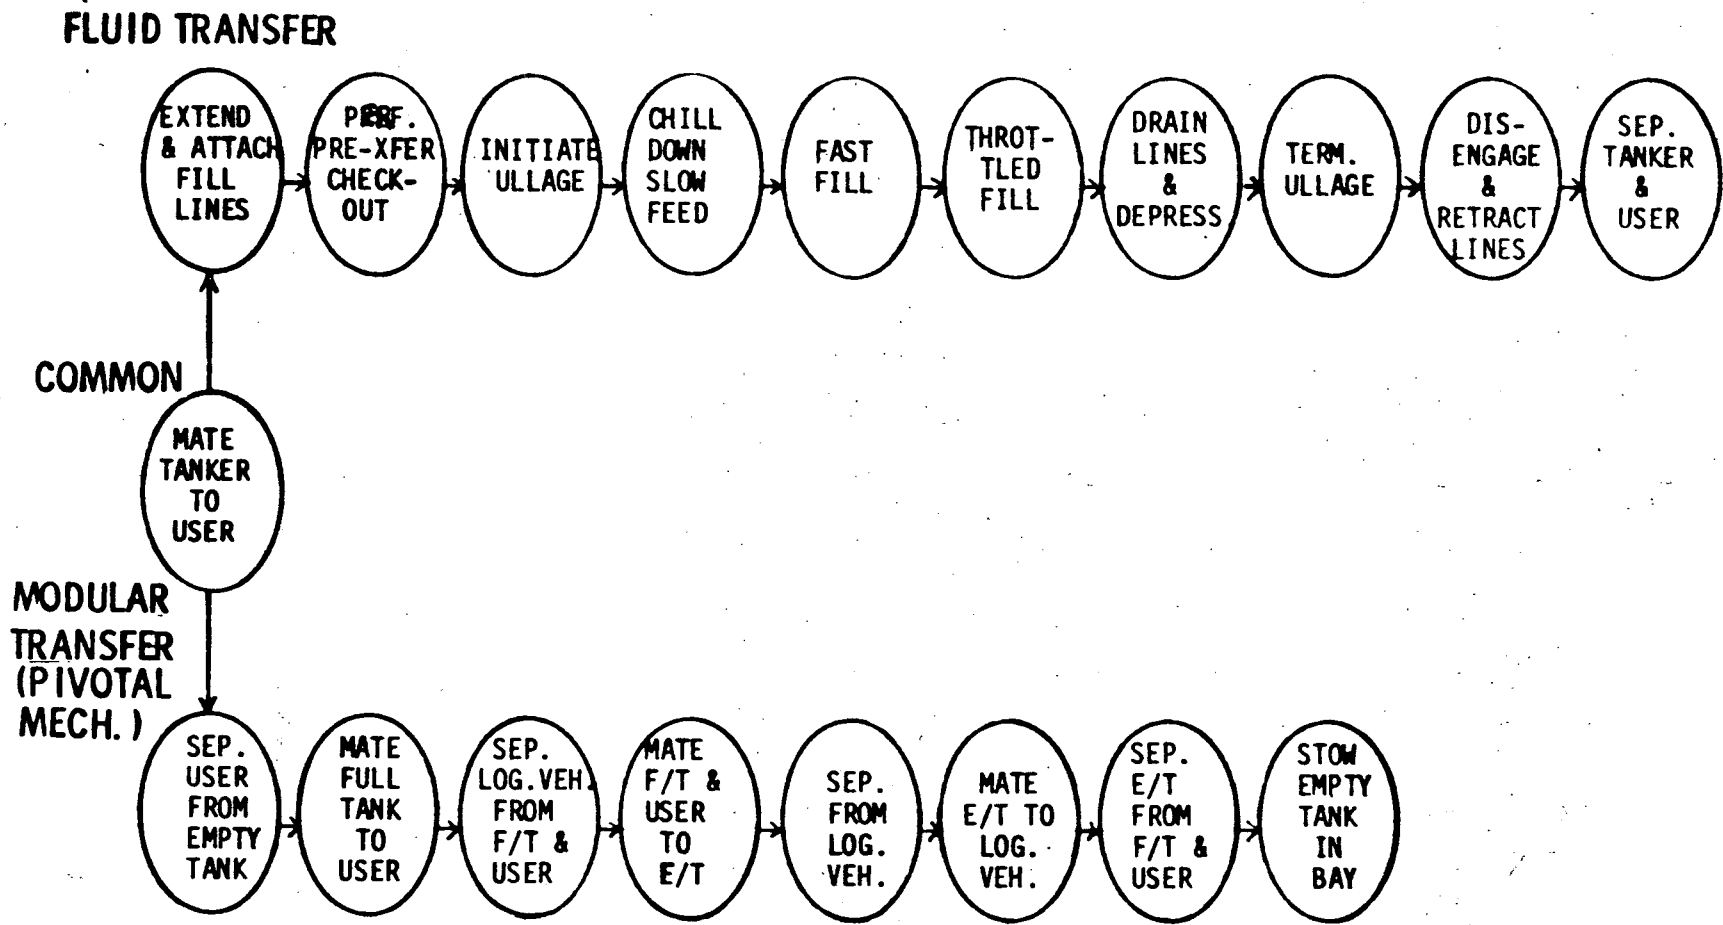 FLUID TRANSFER
EXTEND
& ATTACH
FILL
LINES
PERF.
PRE-XFER
CHECK-
OUT
INITIATE
ULLAGE
CHILL
DOWN
SLOW
FEED
FAST
FILL
THROT-
TLED
FILL
DRAIN
LINES
&
DEPRESS
TERM.
ULLAGE
DIS-
ENGAGE
&
RETRACT
LINES
SEP.
TANKER
&
USER
COMMON
MATE
TANKER
TO
USER
MODULAR
TRANSFER
(PIVOTAL
MECH.)
SEP.
USER
FROM
EMPTY
TANK
MATE
FULL
TANK
TO
USER
SEP.
LOG.VEH.
FROM
F/T &
USER
MATE
F/T &
USER
TO
E/T
SEP.
FROM
LOG.
VEH.
MATE
E/T TO
LOG.
VEH.
SEP.
E/T
FROM
F/T &
USER
STOW
EMPTY
TANK
IN
BAY